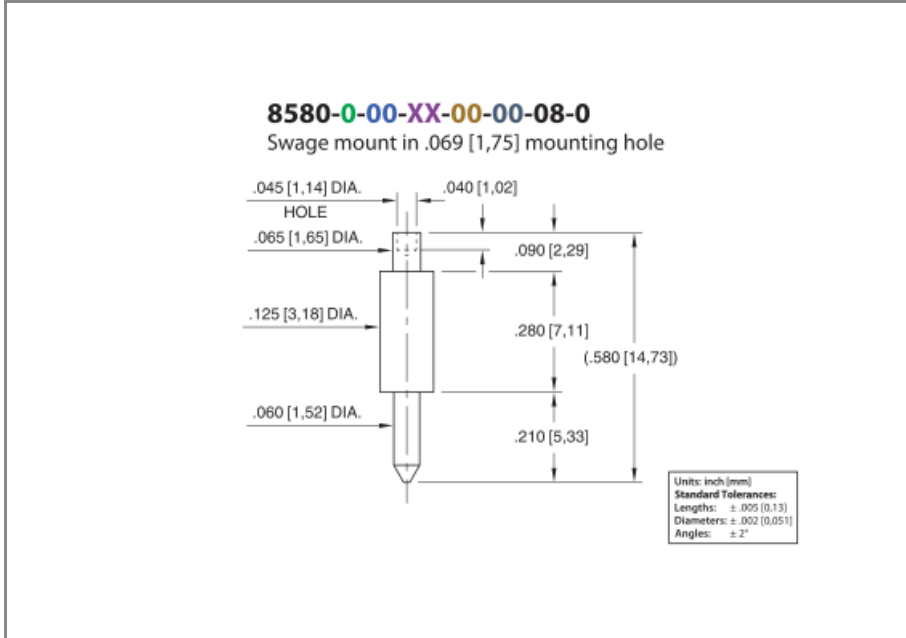 8580-0-00-XX-00-00-08-0
Swage mount in .069 [1,75] mounting hole
.045 [1,14] DIA.
HOLE
.040 [1,02]
.065 [1,65] DIA.
.090 [2,29]
.125 [3,18] DIA.
.280 [7,11]
(.580 [14,73])
.060 [1,52] DIA.
.210 [5,33]
Units: inch [mm]
Standard Tolerances:
Lengths: ± .005 [0,13]
Diameters: ± .002 [0,051]
Angles: ± 2°